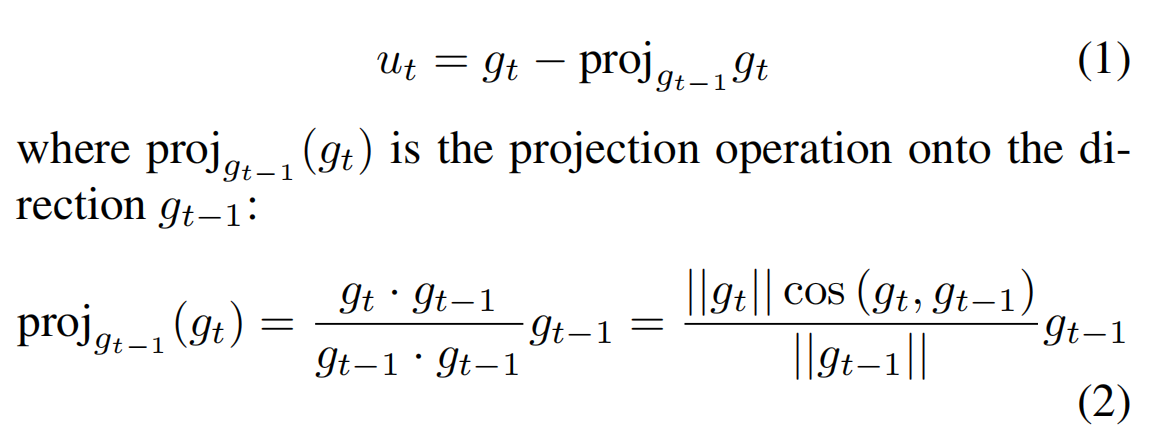 u_t = g_t − proj_{g_{t−1}} g_t (1)
where proj_{g_{t−1}}(g_t) is the projection operation onto the di-
rection g_{t−1}:
proj_{g_{t−1}}(g_t) = \frac{g_t · g_{t−1}}{g_{t−1} · g_{t−1}} g_{t−1} = \frac{||g_t|| cos (g_t, g_{t−1})}{||g_{t−1}||} g_{t−1}
(2)